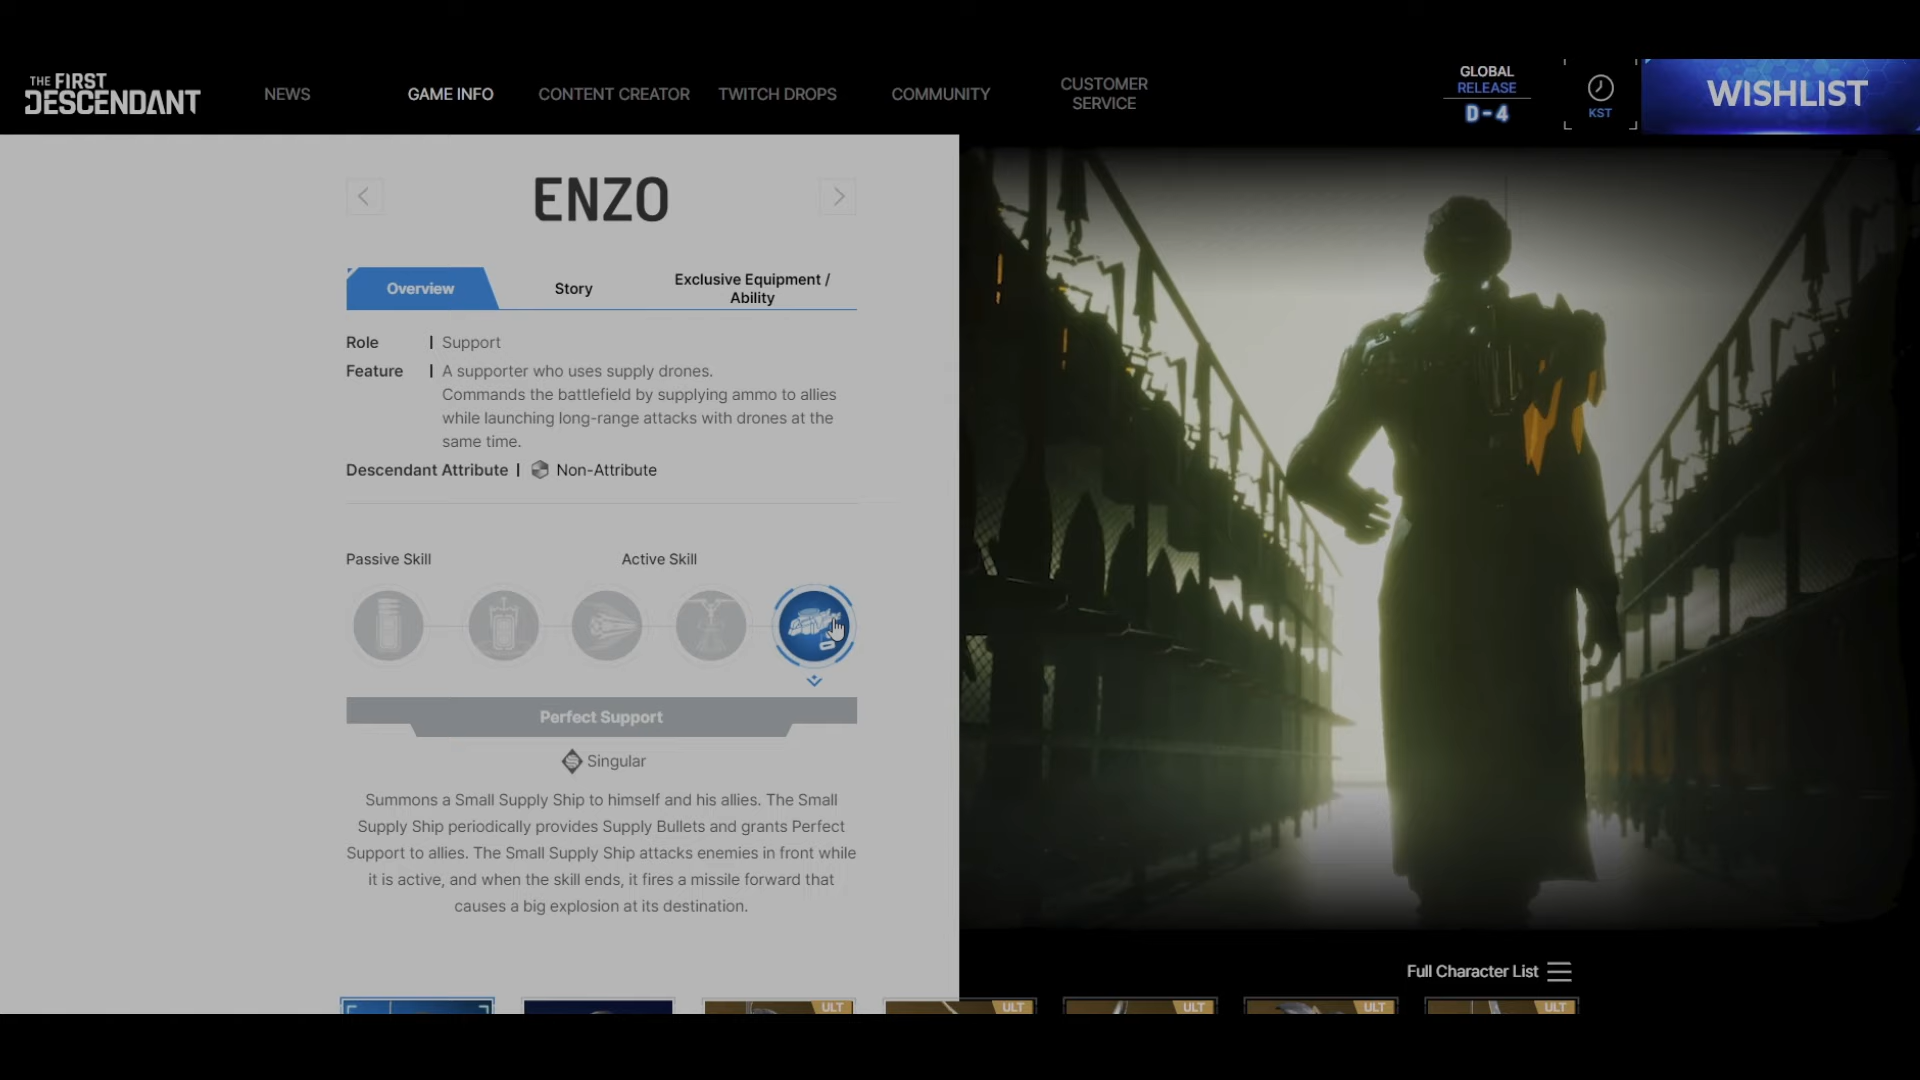 THE FIRST
DESCENDANT
NEWS
GAME INFO
CONTENT CREATOR
TWITCH DROPS
COMMUNITY
CUSTOMER
SERVICE
GLOBAL
RELEASE
D-4
KST
WISHLIST
ENZO
Overview
Story
Exclusive Equipment /
Ability
Role | Support
Feature | A supporter who uses supply drones.
Commands the battlefield by supplying ammo to allies
while launching long-range attacks with drones at the
same time.
Descendant Attribute | Non-Attribute
Passive Skill
Active Skill
Perfect Support
Singular
Summons a Small Supply Ship to himself and his allies. The Small
Supply Ship periodically provides Supply Bullets and grants Perfect
Support to allies. The Small Supply Ship attacks enemies in front while
it is active, and when the skill ends, it fires a missile forward that
causes a big explosion at its destination.
Full Character List
ULT
ULT
ULT
ULT
ULT